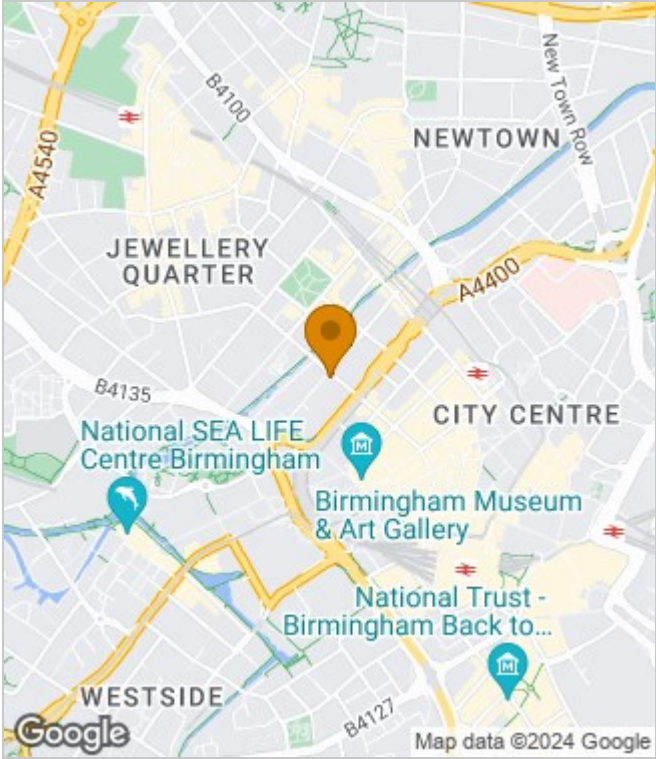 B4100
New Town Row
NEWTOWN
A4540
JEWELLERY
QUARTER
A4400
B4135
CITY CENTRE
National SEA LIFE
Centre Birmingham
Birmingham Museum
& Art Gallery
National Trust -
Birmingham Back to...
WESTSIDE
B4127
Google
Map data ©2024 Google